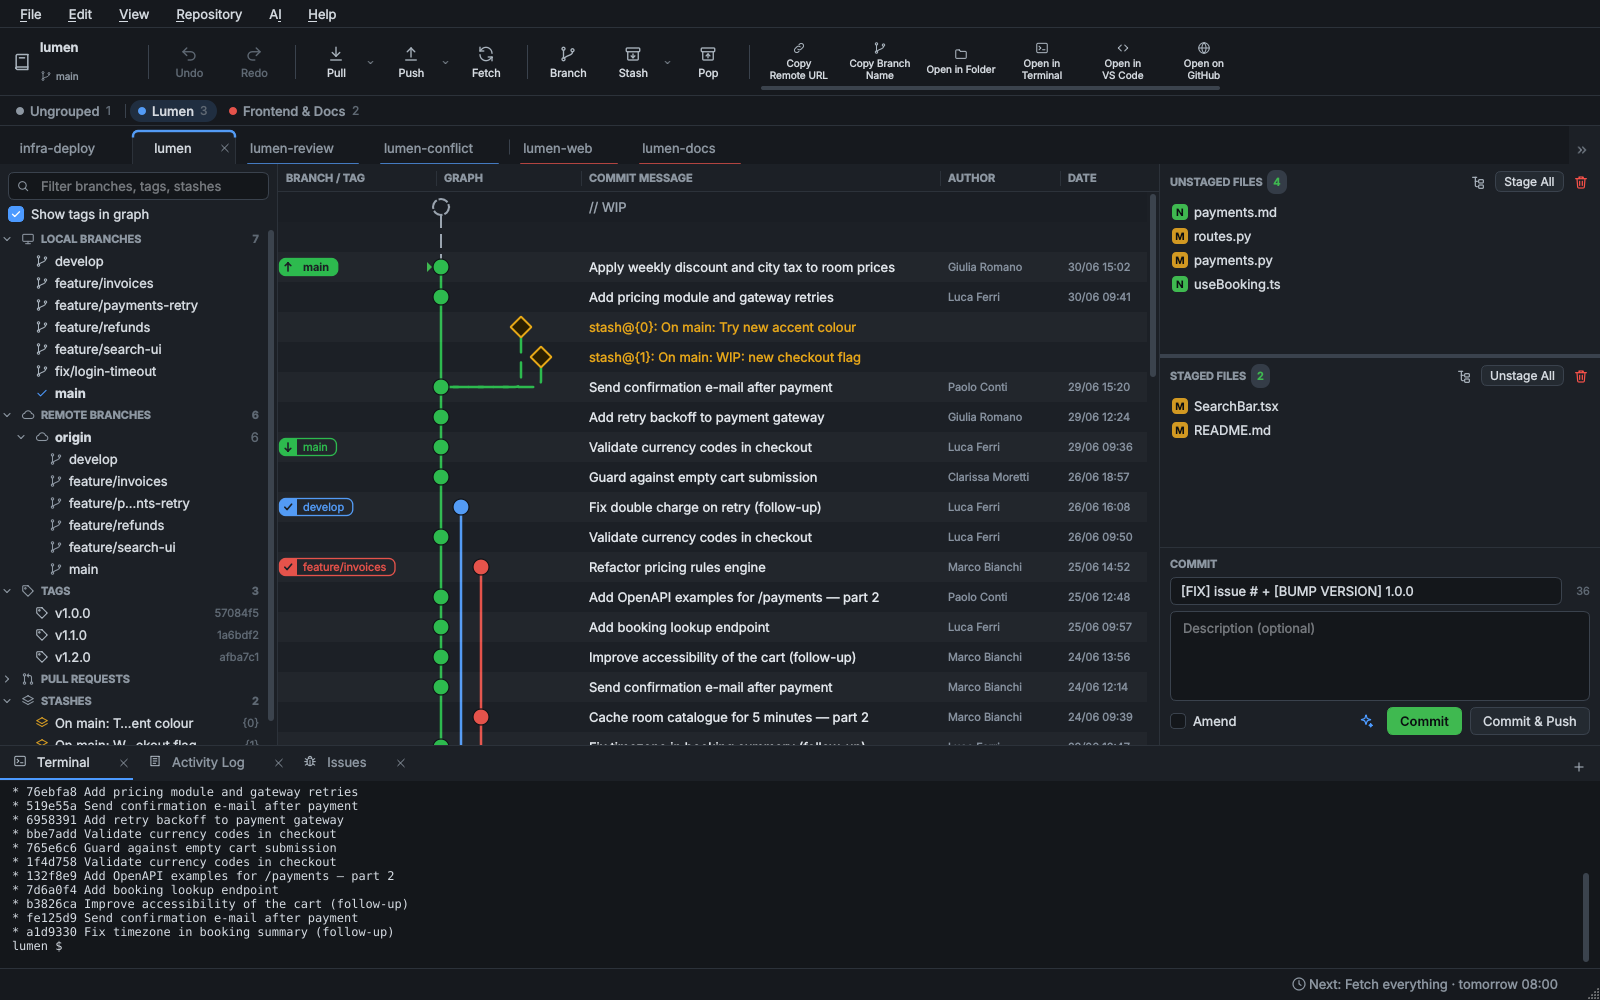 File Edit View Repository AI Help
lumen
main
Undo Redo Pull Push Fetch Branch Stash Pop
Copy Remote URL
Copy Branch Name
Open in Folder
Open in Terminal
Open in VS Code
Open on GitHub
Ungrouped 1 Lumen 3 Frontend & Docs 2
infra-deploy lumen lumen-review lumen-conflict lumen-web lumen-docs
Filter branches, tags, stashes
Show tags in graph
LOCAL BRANCHES 7
develop
feature/invoices
feature/payments-retry
feature/refunds
feature/search-ui
fix/login-timeout
main
REMOTE BRANCHES 6
origin 6
develop
feature/invoices
feature/p...nts-retry
feature/refunds
feature/search-ui
main
TAGS 3
v1.0.0 57084f5
v1.1.0 1a6bdf2
v1.2.0 afba7c1
PULL REQUESTS
STASHES 2
On main: T...ent colour {0}
On main: W...ckout flag {1}
BRANCH / TAG GRAPH COMMIT MESSAGE AUTHOR DATE
// WIP
main Apply weekly discount and city tax to room prices Giulia Romano 30/06 15:02
Add pricing module and gateway retries Luca Ferri 30/06 09:41
stash@{0}: On main: Try new accent colour
stash@{1}: On main: WIP: new checkout flag
Send confirmation e-mail after payment Paolo Conti 29/06 15:20
Add retry backoff to payment gateway Giulia Romano 29/06 12:24
main Validate currency codes in checkout Luca Ferri 29/06 09:36
Guard against empty cart submission Clarissa Moretti 26/06 18:57
develop Fix double charge on retry (follow-up) Luca Ferri 26/06 16:08
Validate currency codes in checkout Luca Ferri 26/06 09:50
feature/invoices Refactor pricing rules engine Marco Bianchi 25/06 14:52
Add OpenAPI examples for /payments — part 2 Paolo Conti 25/06 12:48
Add booking lookup endpoint Luca Ferri 25/06 09:57
Improve accessibility of the cart (follow-up) Marco Bianchi 24/06 13:56
Send confirmation e-mail after payment Marco Bianchi 24/06 12:14
Cache room catalogue for 5 minutes — part 2 Marco Bianchi 24/06 09:39
Fix timezone in booking summary (follow-up)
UNSTAGED FILES 4 Stage All
N payments.md
M routes.py
M payments.py
N useBooking.ts
STAGED FILES 2 Unstage All
M SearchBar.tsx
M README.md
COMMIT
[FIX] issue # + [BUMP VERSION] 1.0.0 36
Description (optional)
Amend Commit Commit & Push
Terminal Activity Log Issues
* 76ebfa8 Add pricing module and gateway retries
* 519e55a Send confirmation e-mail after payment
* 6958391 Add retry backoff to payment gateway
* bbe7add Validate currency codes in checkout
* 765e6c6 Guard against empty cart submission
* 1f4d758 Validate currency codes in checkout
* 132f8e9 Add OpenAPI examples for /payments — part 2
* 7d6a0f4 Add booking lookup endpoint
* b3826ca Improve accessibility of the cart (follow-up)
* fe125d9 Send confirmation e-mail after payment
* a1d9330 Fix timezone in booking summary (follow-up)
lumen $
Next: Fetch everything · tomorrow 08:00